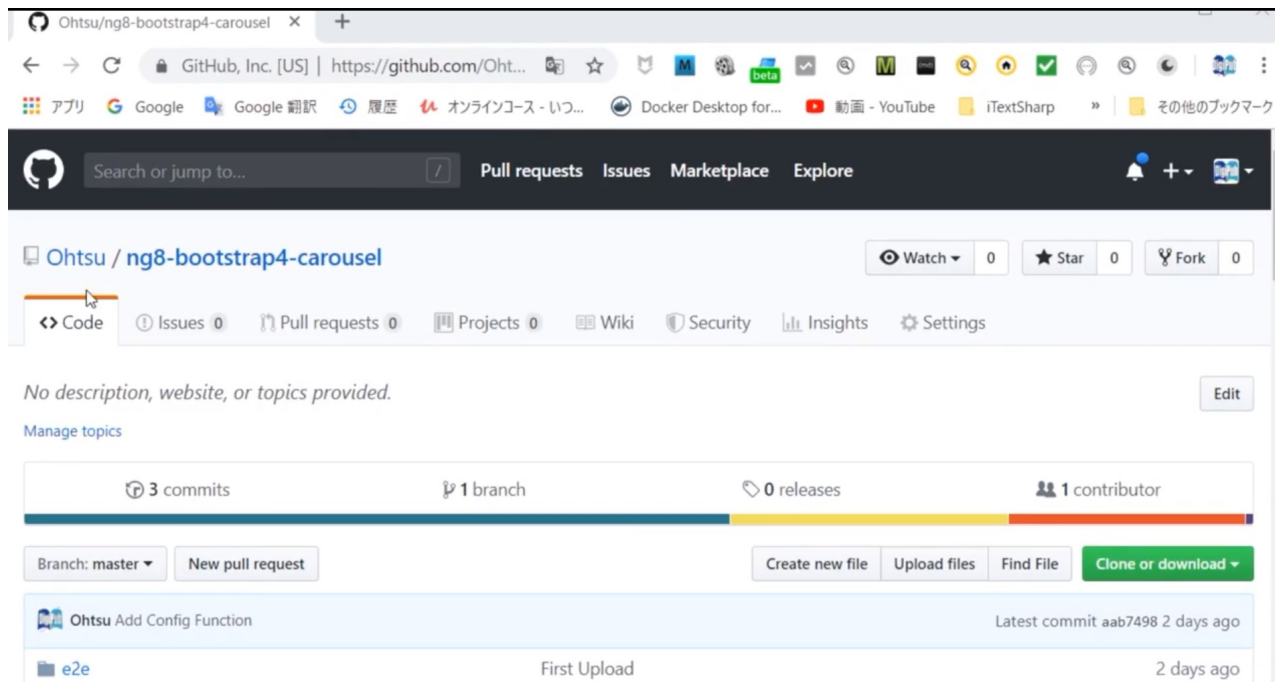 Ohtsu/ng8-bootstrap4-carousel
GitHub, Inc. [US] | https://github.com/Oht...
beta
アプリ Google Google 翻訳 履歴 オンラインコース - いつ... Docker Desktop for... 動画 - YouTube iTextSharp » その他のブックマーク
Search or jump to... / Pull requests Issues Marketplace Explore
Ohtsu / ng8-bootstrap4-carousel Watch 0 Star 0 Fork 0
Code Issues 0 Pull requests 0 Projects 0 Wiki Security Insights Settings
No description, website, or topics provided. Edit
Manage topics
3 commits 1 branch 0 releases 1 contributor
Branch: master New pull request Create new file Upload files Find File Clone or download
Ohtsu Add Config Function Latest commit aab7498 2 days ago
e2e First Upload 2 days ago